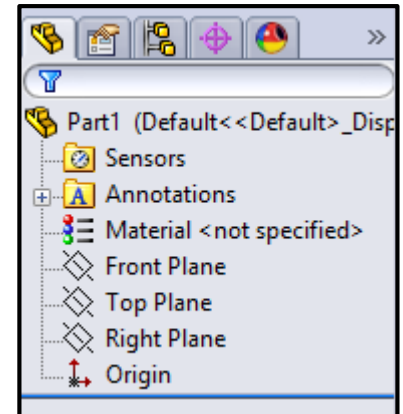 Part1 (Default<<Default>_Disp
Sensors
A Annotations
Material <not specified>
Front Plane
Top Plane
Right Plane
Origin